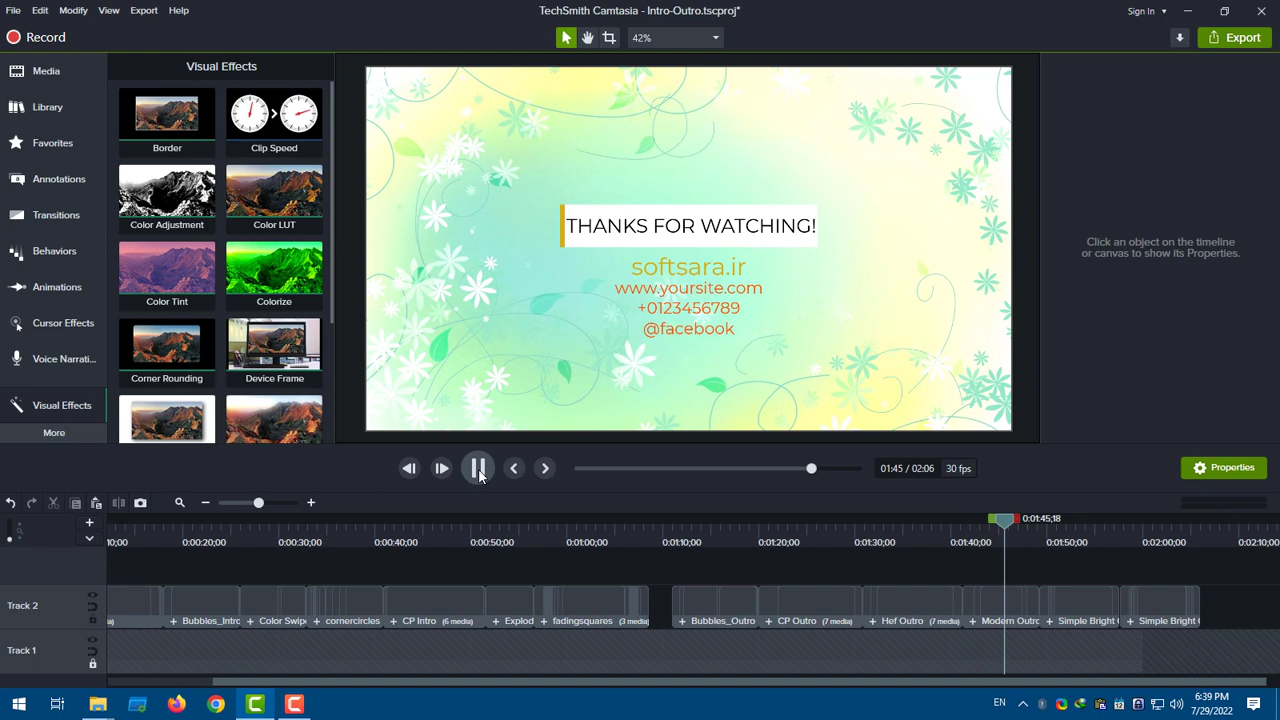 File Edit Modify View Export Help
TechSmith Camtasia - Intro-Outro.tscproj*
Sign In
Record
42%
Export
Media
Library
Favorites
Annotations
Transitions
Behaviors
Animations
Cursor Effects
Voice Narrati...
Visual Effects
More
Visual Effects
Border
Clip Speed
Color Adjustment
Color LUT
Color Tint
Colorize
Corner Rounding
Device Frame
THANKS FOR WATCHING!
softsara.ir
www.yoursite.com
+0123456789
@facebook
Click an object on the timeline
or canvas to show its Properties.
01:45 / 02:06
30 fps
Properties
0:01:45;18
0:00:20;00 0:00:30;00 0:00:40;00 0:00:50;00 0:01:00;00 0:01:10;00 0:01:20;00 0:01:30;00 0:01:40;00 0:01:50;00 0:02:00;00 0:02:10;00
Track 2
+ Bubbles_Intro + Color Swipe + cornercircles + CP Intro (6 media) + Explod + fadingsquares (3 media) + Bubbles_Outro + CP Outro (7 media) + Hef Outro (7 media) + Modern Outro + Simple Bright + Simple Bright
Track 1
EN
6:39 PM
7/29/2022